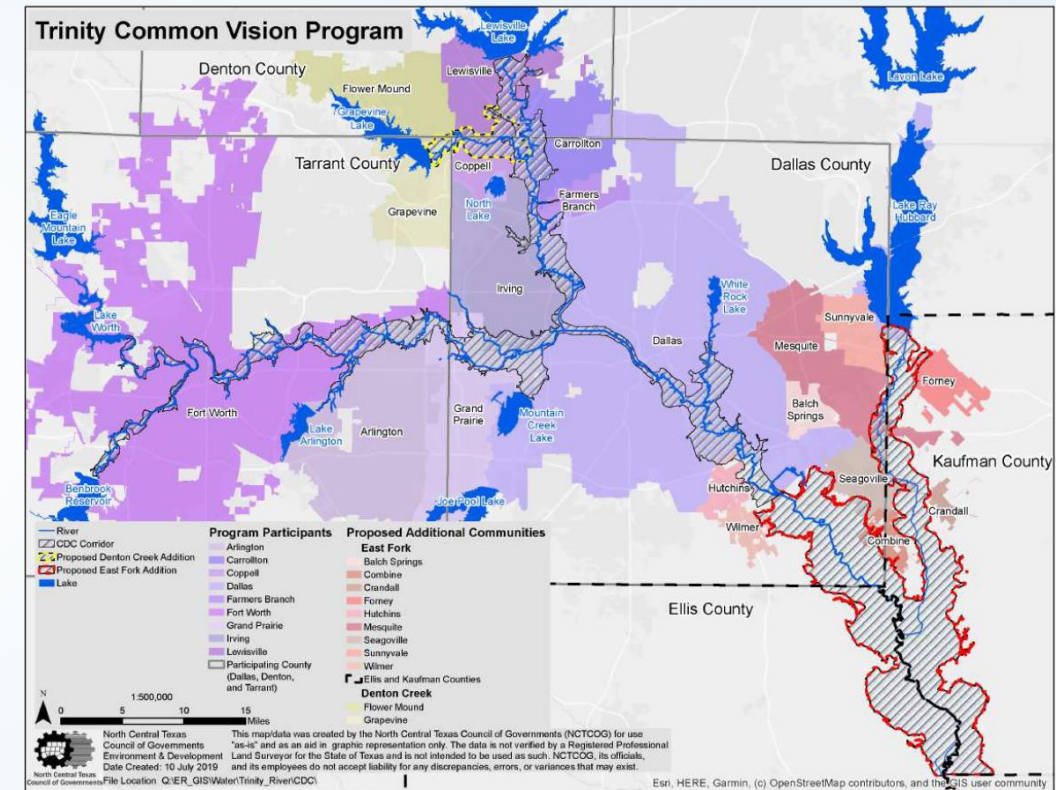 Trinity Common Vision Program
Lewisville
Lake
Denton County
Lewisville
Lavon Lake
Flower Mound
Grapevine
Lake
Carrollton
Tarrant County
Coppell
Dallas County
Farmers
Branch
North
Lake
Grapevine
Lake Ray
Hubbard
Eagle
Mountain
Lake
Irving
White
Rock
Lake
Lake
Worth
Sunnyvale
Dallas
Mesquite
Forney
Fort Worth
Grand
Prairie
Mountain
Creek
Lake
Balch
Springs
Lake
Arlington
Arlington
Kaufman County
Seagoville
Benbrook
Reservoir
Joe Pool Lake
Hutchins
Crandall
Wilmer
Combine
Ellis County
River
CDC Corridor
Proposed Denton Creek Addition
Proposed East Fork Addition
Lake
Program Participants
Arlington
Carrollton
Coppell
Dallas
Farmers Branch
Fort Worth
Grand Prairie
Irving
Lewisville
Participating County
(Dallas, Denton,
and Tarrant)
Proposed Additional Communities
East Fork
Balch Springs
Combine
Crandall
Forney
Hutchins
Mesquite
Seagoville
Sunnyvale
Wilmer
Ellis and Kaufman Counties
Denton Creek
Flower Mound
Grapevine
N
1:500,000
0 5 10 15
Miles
North Central Texas
Council of Governments
North Central Texas
Council of Governments
Environment & Development
Date Created: 10 July 2019
File Location Q:\ER_GIS\Water\Trinity_River\CDC\
This map/data was created by the North Central Texas Council of Governments (NCTCOG) for use
"as-is" and as an aid in graphic representation only. The data is not verified by a Registered Professional
Land Surveyor for the State of Texas and is not intended to be used as such. NCTCOG, its officials,
and its employees do not accept liability for any discrepancies, errors, or variances that may exist.
Esri, HERE, Garmin, (c) OpenStreetMap contributors, and the GIS user community